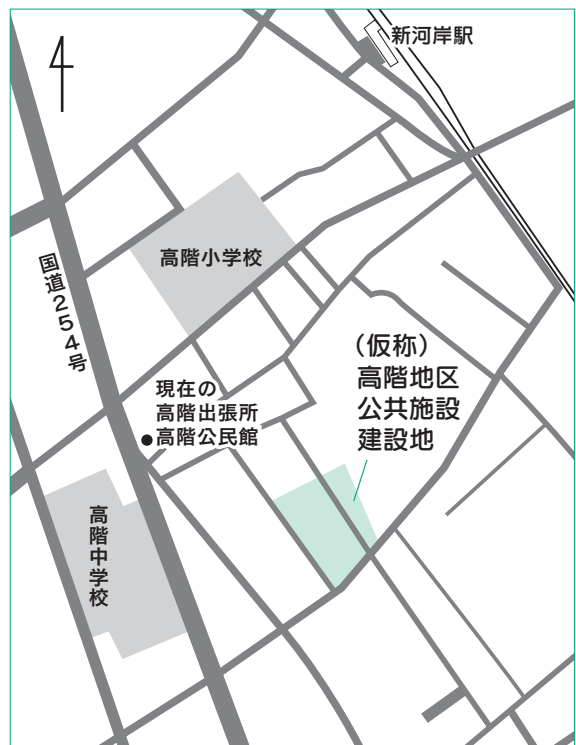 新河岸駅
高階小学校
国道254号
(仮称)
高階地区
公共施設
建設地
現在の
高階出張所
高階公民館
高階中学校